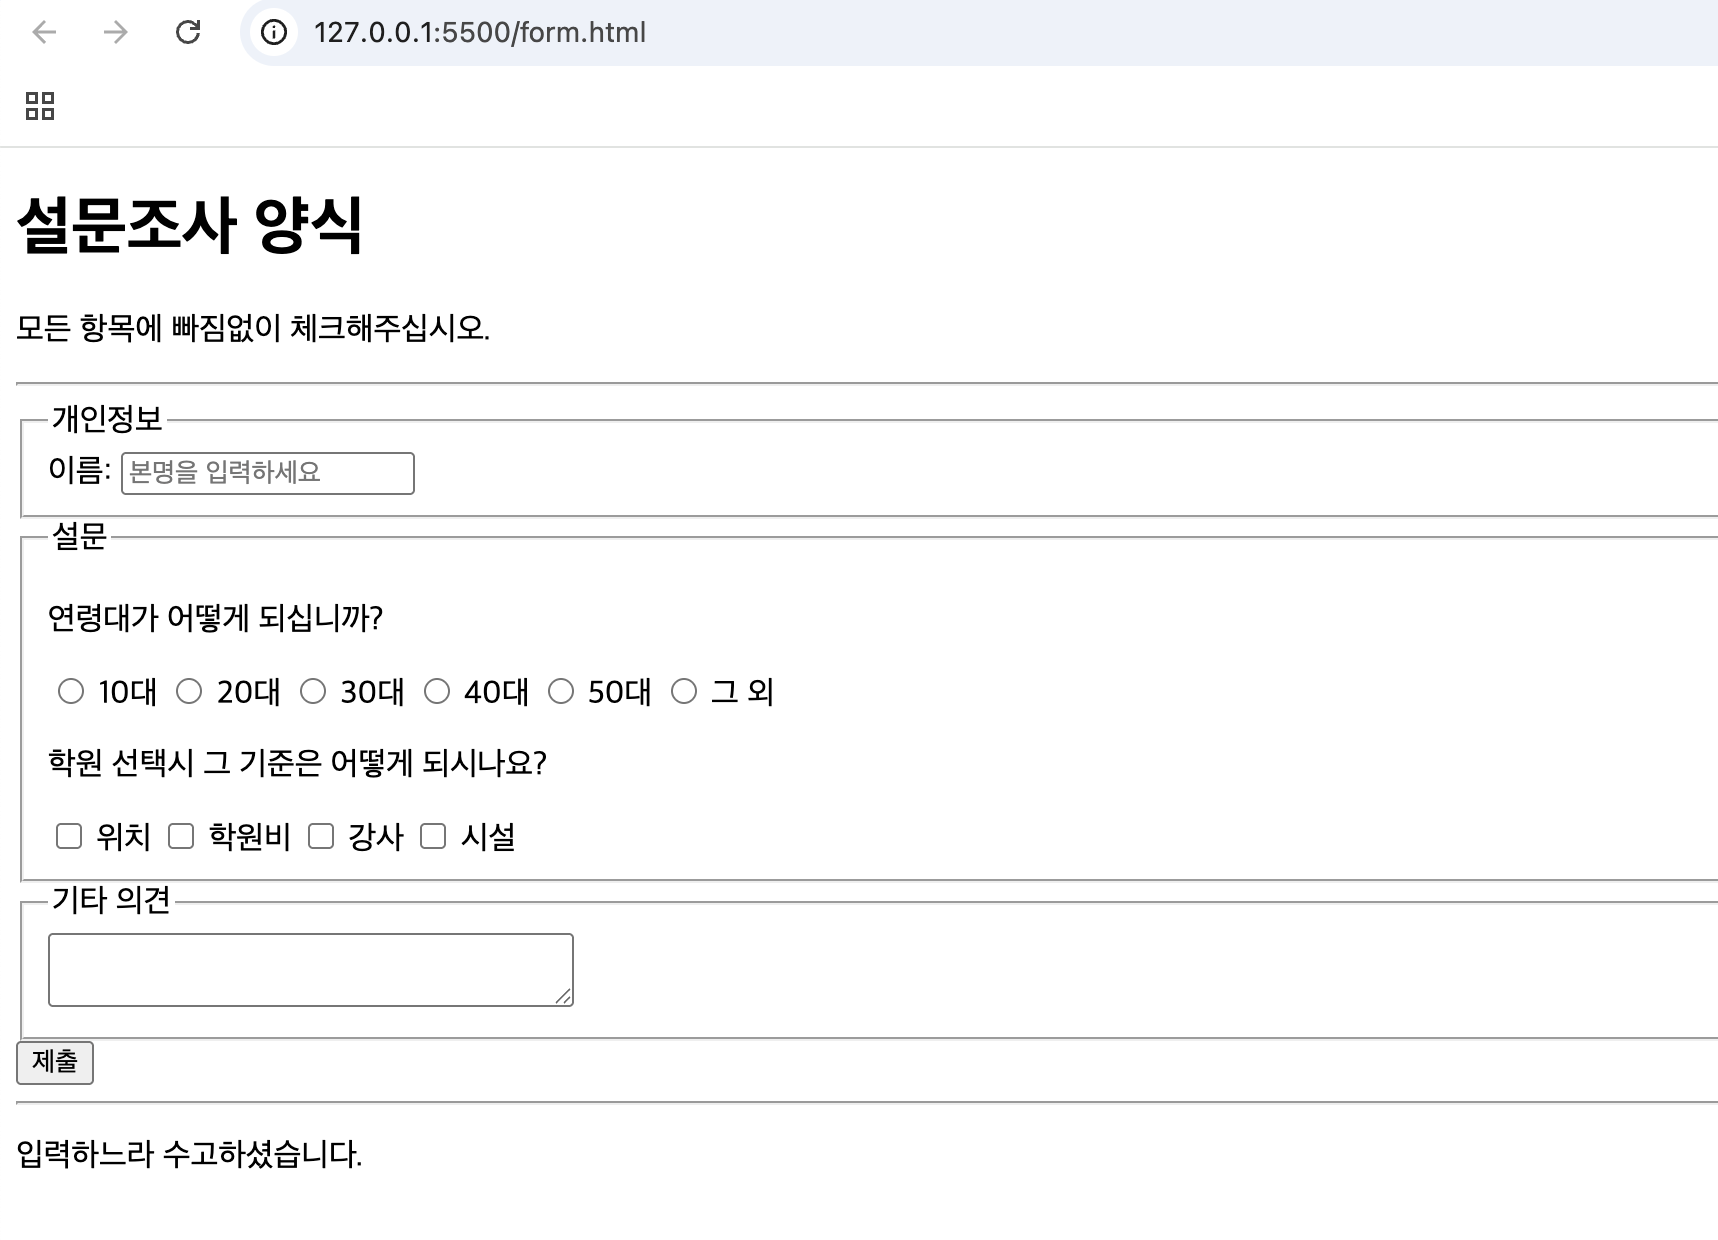 127.0.0.1:5500/form.html
설문조사 양식
모든 항목에 빠짐없이 체크해주십시오.
개인정보
이름: 본명을 입력하세요
설문
연령대가 어떻게 되십니까?
10대 20대 30대 40대 50대 그 외
학원 선택시 그 기준은 어떻게 되시나요?
위치 학원비 강사 시설
기타 의견
제출
입력하느라 수고하셨습니다.